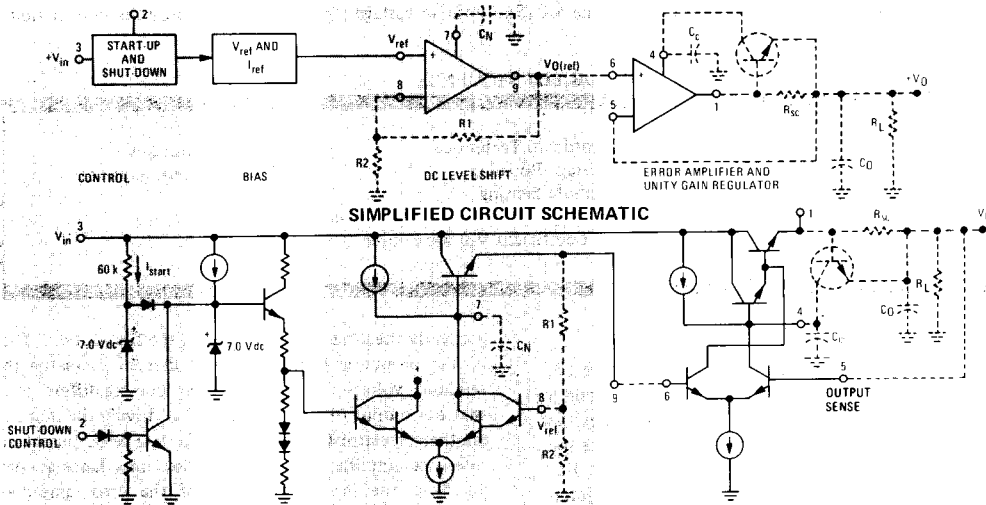 2
3
+Vin
START-UP
AND
SHUT-DOWN
Vref AND
Iref
Vref
+
8
7
CN
9
VO(ref)
R1
R2
6
+
5
4
Cc
1
Rsc
+VO
RL
CO
CONTROL
BIAS
DC LEVEL SHIFT
ERROR AMPLIFIER AND
UNITY GAIN REGULATOR
SIMPLIFIED CIRCUIT SCHEMATIC
Vin
3
60 k
Istart
7.0 Vdc
7.0 Vdc
SHUT-DOWN
CONTROL
2
7
CN
R1
8
Vref
R2
9
6
1
4
Cc
CO
RL
5
OUTPUT
SENSE